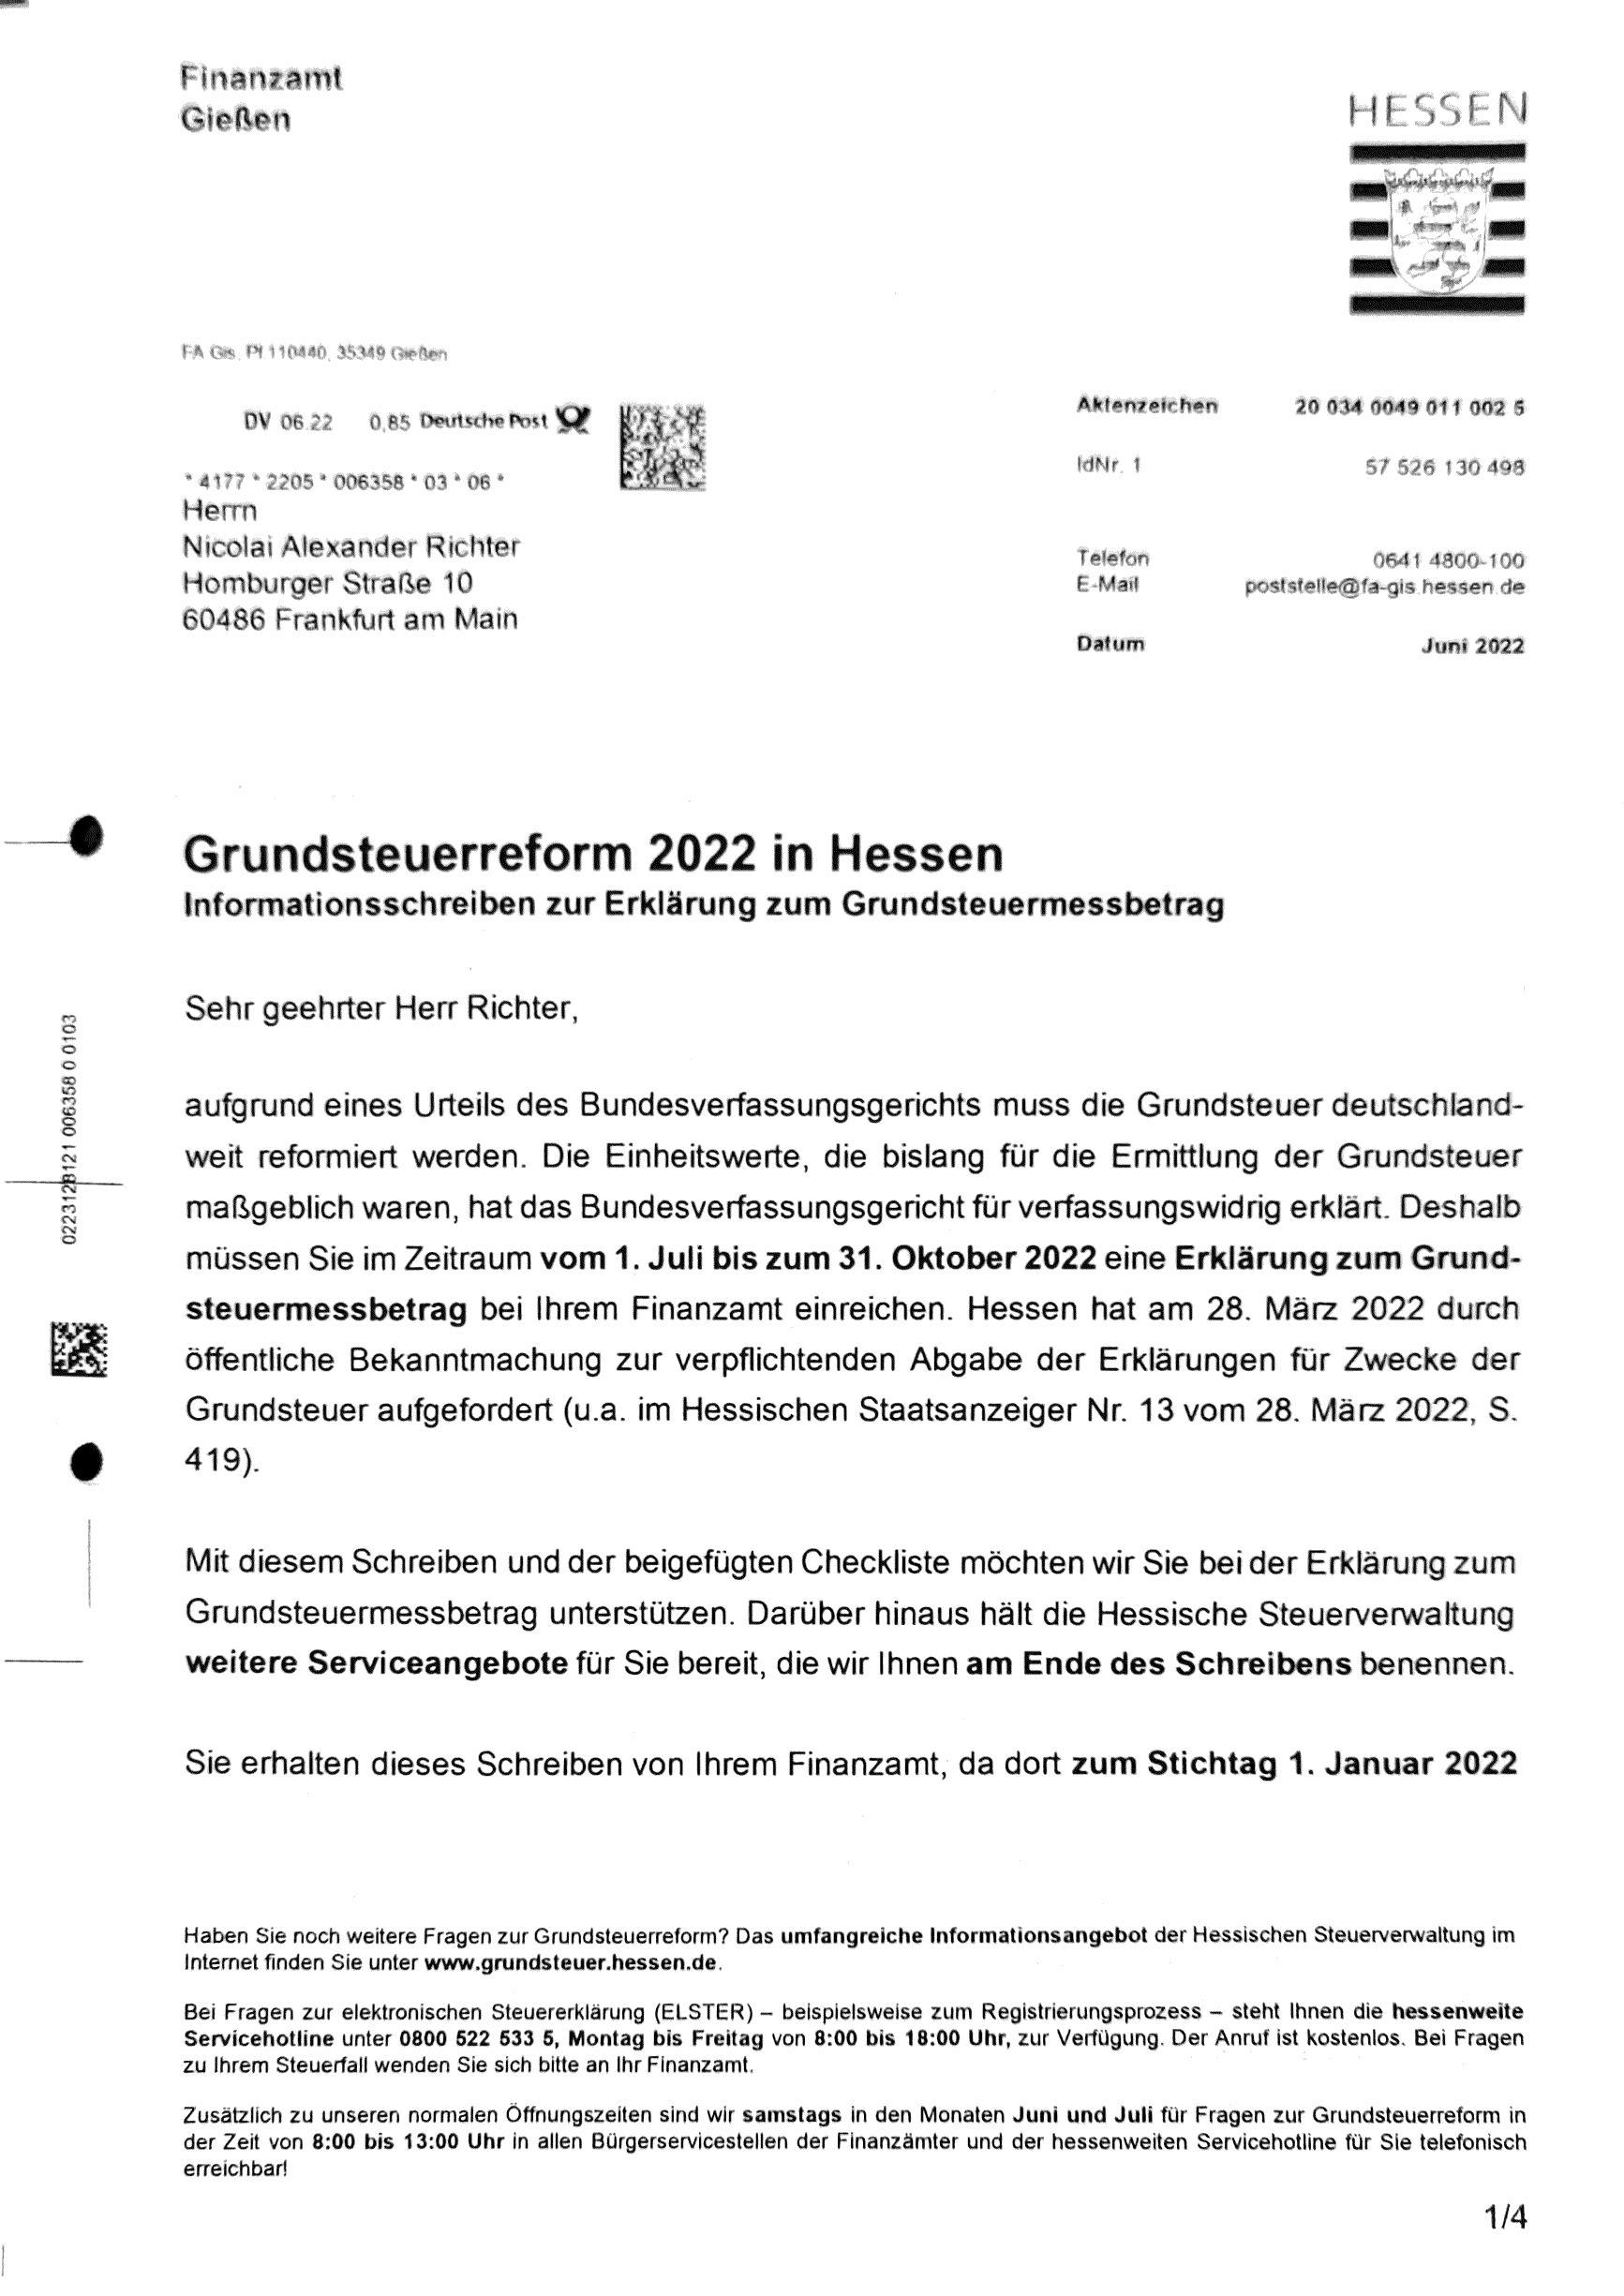 Finanzamt
Gießen
HESSEN
FA Gis, Pf 110440, 35349 Gießen
DV 06.22 0,85 Deutsche Post
* 4177 * 2205 * 006358 * 03 * 06 *
Herrn
Nicolai Alexander Richter
Homburger Straße 10
60486 Frankfurt am Main
Aktenzeichen 20 034 0049 011 002 5
IdNr. 1 57 526 130 498
Telefon 0641 4800-100
E-Mail poststelle@fa-gis.hessen.de
Datum Juni 2022
Grundsteuerreform 2022 in Hessen
Informationsschreiben zur Erklärung zum Grundsteuermessbetrag
Sehr geehrter Herr Richter,
aufgrund eines Urteils des Bundesverfassungsgerichts muss die Grundsteuer deutschland-
weit reformiert werden. Die Einheitswerte, die bislang für die Ermittlung der Grundsteuer
maßgeblich waren, hat das Bundesverfassungsgericht für verfassungswidrig erklärt. Deshalb
müssen Sie im Zeitraum vom 1. Juli bis zum 31. Oktober 2022 eine Erklärung zum Grund-
steuermessbetrag bei Ihrem Finanzamt einreichen. Hessen hat am 28. März 2022 durch
öffentliche Bekanntmachung zur verpflichtenden Abgabe der Erklärungen für Zwecke der
Grundsteuer aufgefordert (u.a. im Hessischen Staatsanzeiger Nr. 13 vom 28. März 2022, S.
419).
Mit diesem Schreiben und der beigefügten Checkliste möchten wir Sie bei der Erklärung zum
Grundsteuermessbetrag unterstützen. Darüber hinaus hält die Hessische Steuerverwaltung
weitere Serviceangebote für Sie bereit, die wir Ihnen am Ende des Schreibens benennen.
Sie erhalten dieses Schreiben von Ihrem Finanzamt, da dort zum Stichtag 1. Januar 2022
0223128121 006358 0 0103
Haben Sie noch weitere Fragen zur Grundsteuerreform? Das umfangreiche Informationsangebot der Hessischen Steuerverwaltung im
Internet finden Sie unter www.grundsteuer.hessen.de.
Bei Fragen zur elektronischen Steuererklärung (ELSTER) – beispielsweise zum Registrierungsprozess – steht Ihnen die hessenweite
Servicehotline unter 0800 522 533 5, Montag bis Freitag von 8:00 bis 18:00 Uhr, zur Verfügung. Der Anruf ist kostenlos. Bei Fragen
zu Ihrem Steuerfall wenden Sie sich bitte an Ihr Finanzamt.
Zusätzlich zu unseren normalen Öffnungszeiten sind wir samstags in den Monaten Juni und Juli für Fragen zur Grundsteuerreform in
der Zeit von 8:00 bis 13:00 Uhr in allen Bürgerservicestellen der Finanzämter und der hessenweiten Servicehotline für Sie telefonisch
erreichbar!
1/4